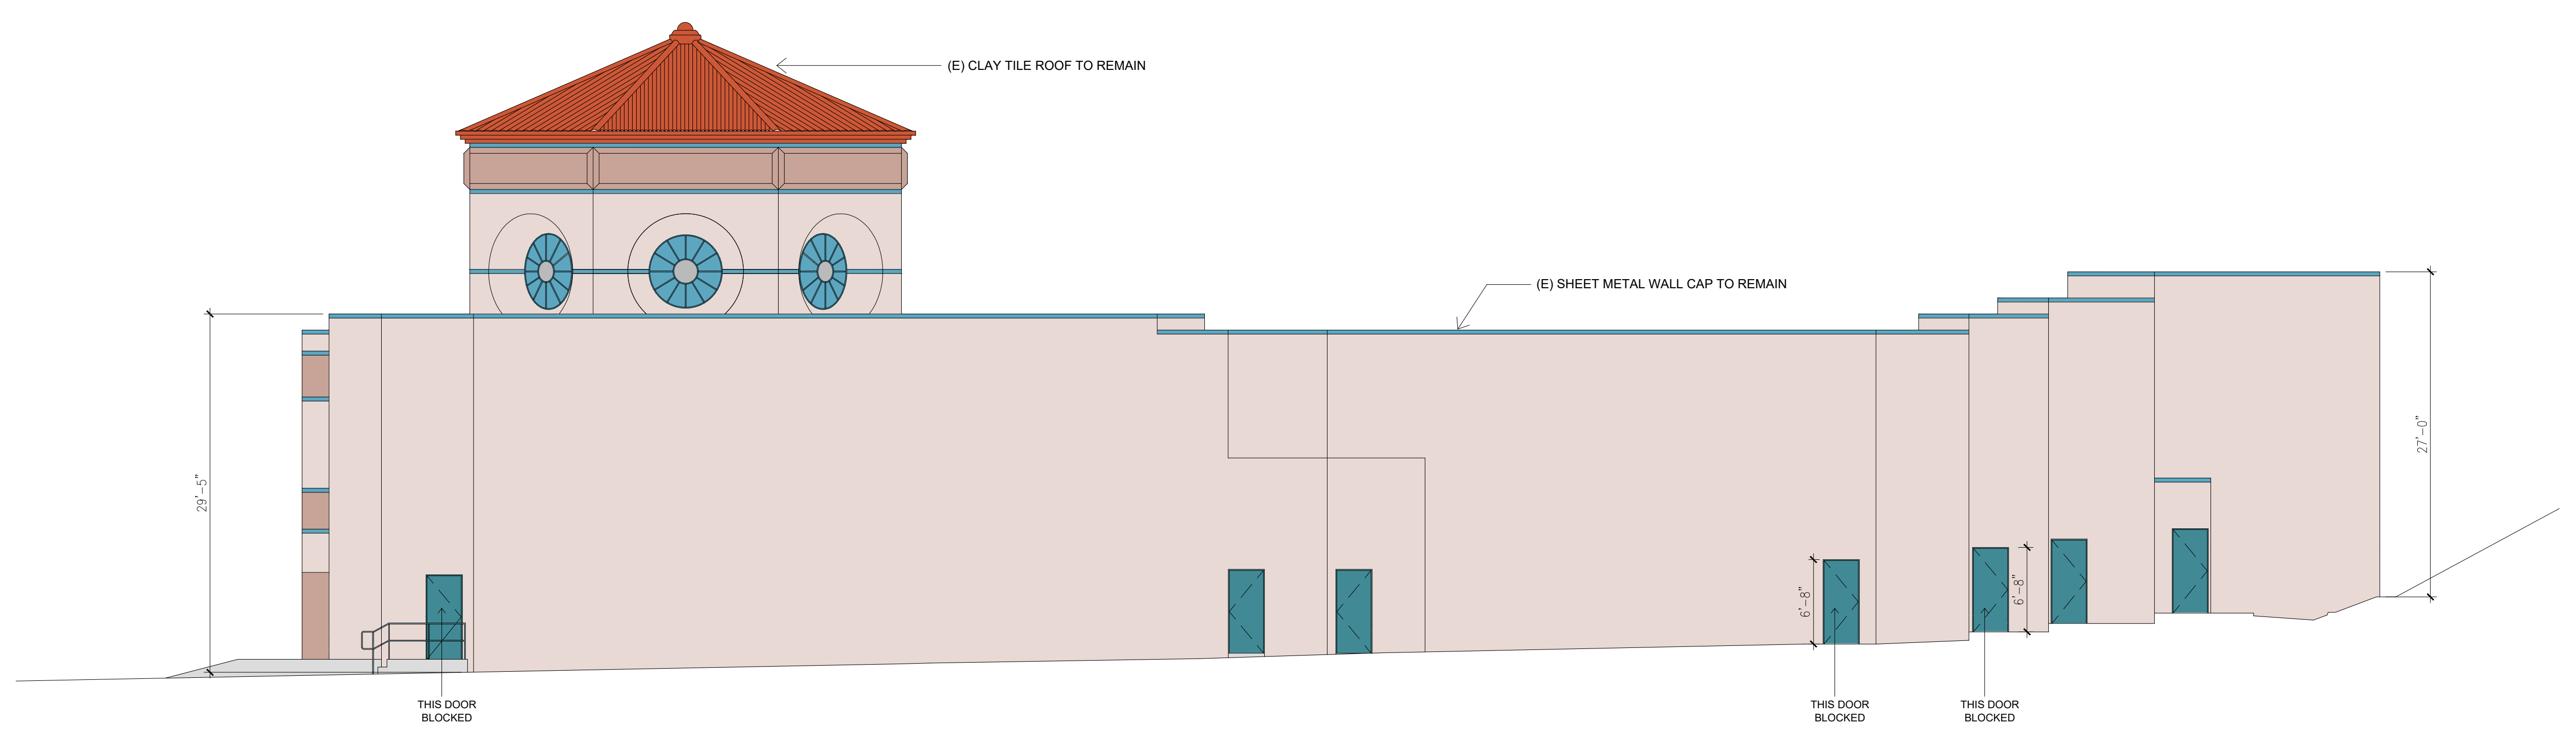 (E) CLAY TILE ROOF TO REMAIN
(E) SHEET METAL WALL CAP TO REMAIN
29'-5"
27'-0"
6'-8"
6'-8"
THIS DOOR
BLOCKED
THIS DOOR
BLOCKED
THIS DOOR
BLOCKED